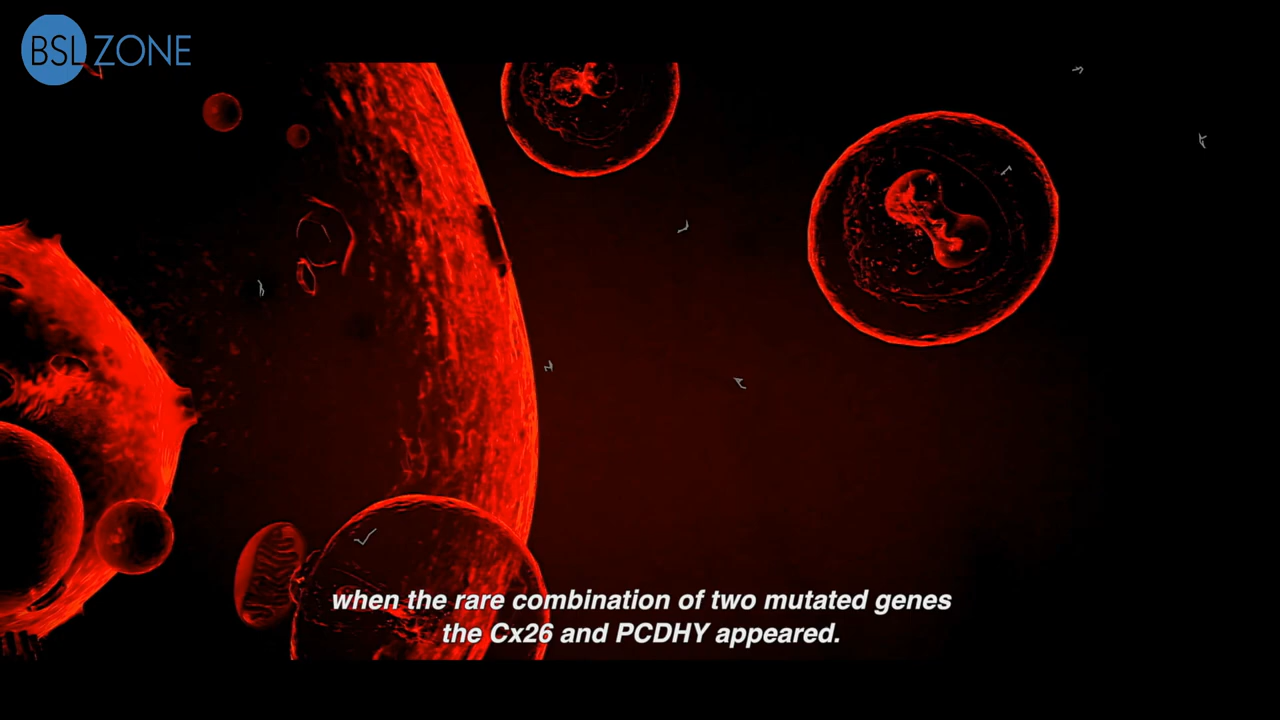 BSL ZONE
when the rare combination of two mutated genes
the Cx26 and PCDHY appeared.